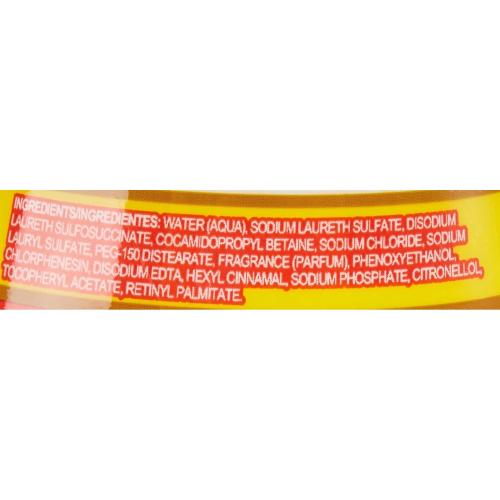 INGREDIENTS/INGREDIENTES: WATER (AQUA), SODIUM LAURETH SULFATE, DISODIUM
LAURETH SULFOSUCCINATE, COCAMIDOPROPYL BETAINE, SODIUM CHLORIDE, SODIUM
LAURYL SULFATE, PEG-150 DISTEARATE, FRAGRANCE (PARFUM), PHENOXYETHANOL,
CHLORPHENESIN, DISODIUM EDTA, HEXYL CINNAMAL, SODIUM PHOSPHATE, CITRONELLOL,
TOCOPHERYL ACETATE, RETINYL PALMITATE.